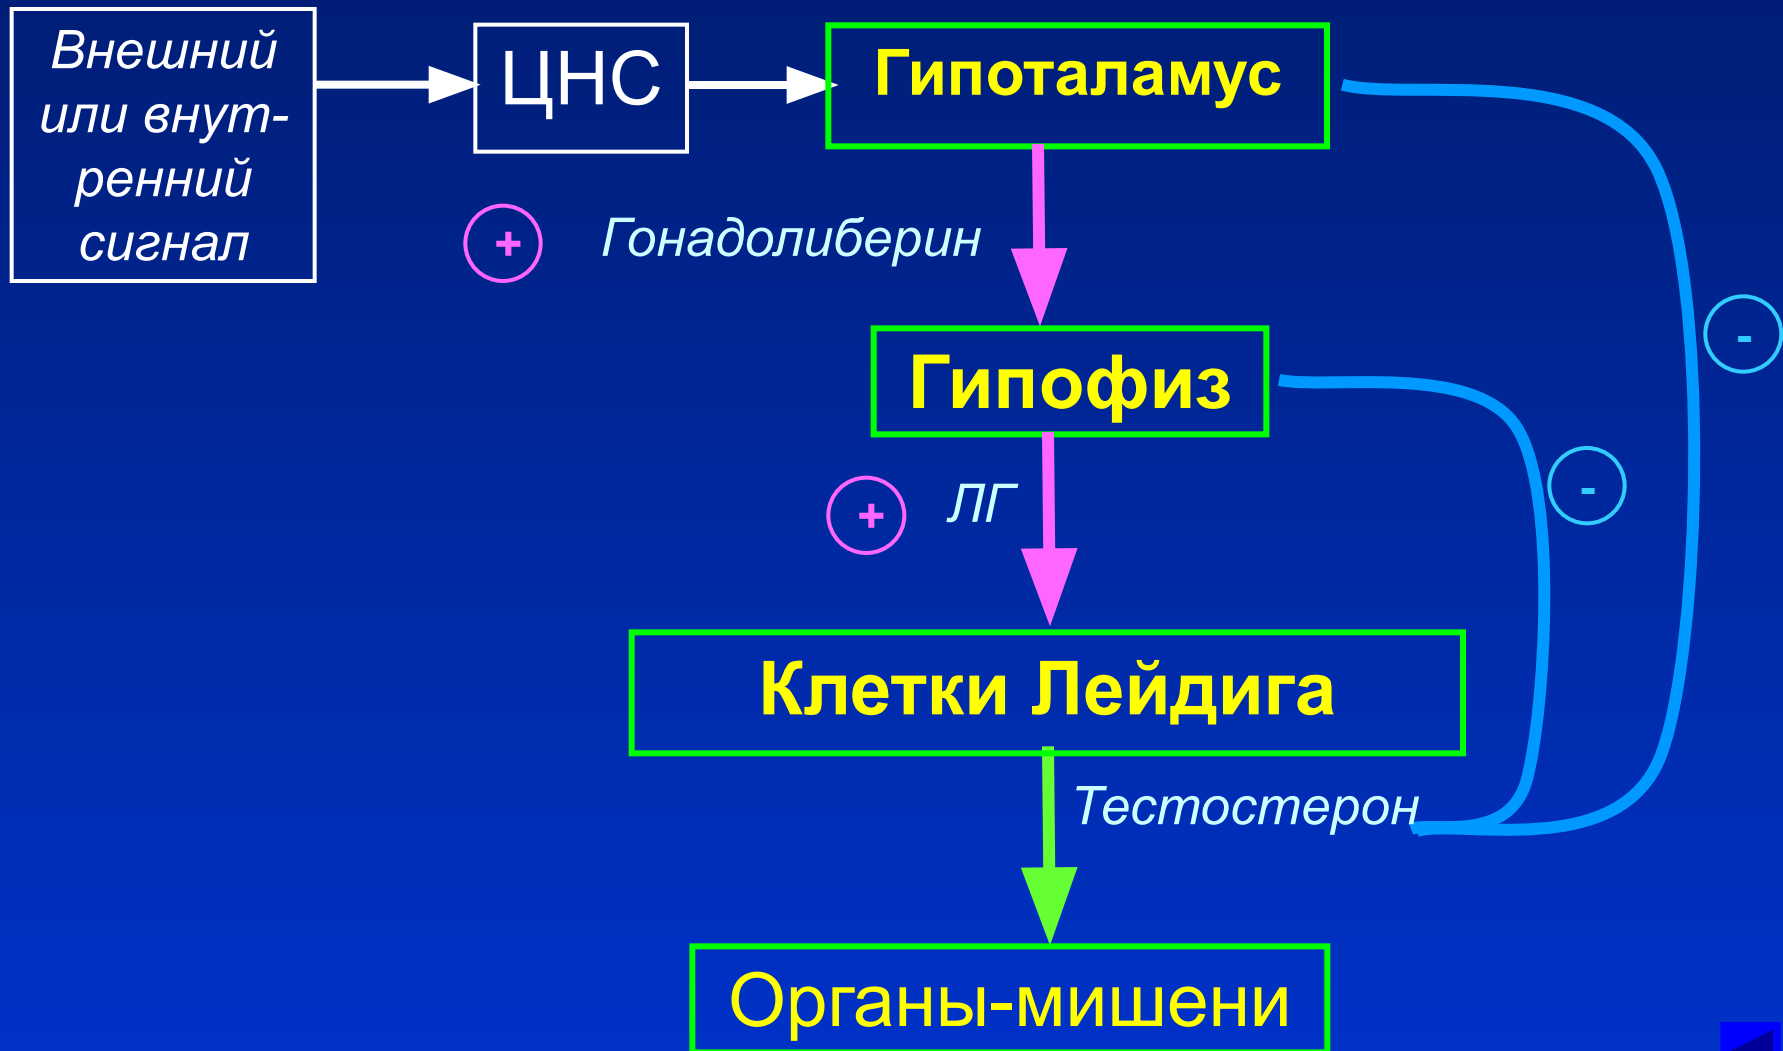 Внешний
или внут-
ренний
сигнал
ЦНС
Гипоталамус
+
Гонадолиберин
-
Гипофиз
-
+
ЛГ
Клетки Лейдига
Тестостерон
Органы-мишени